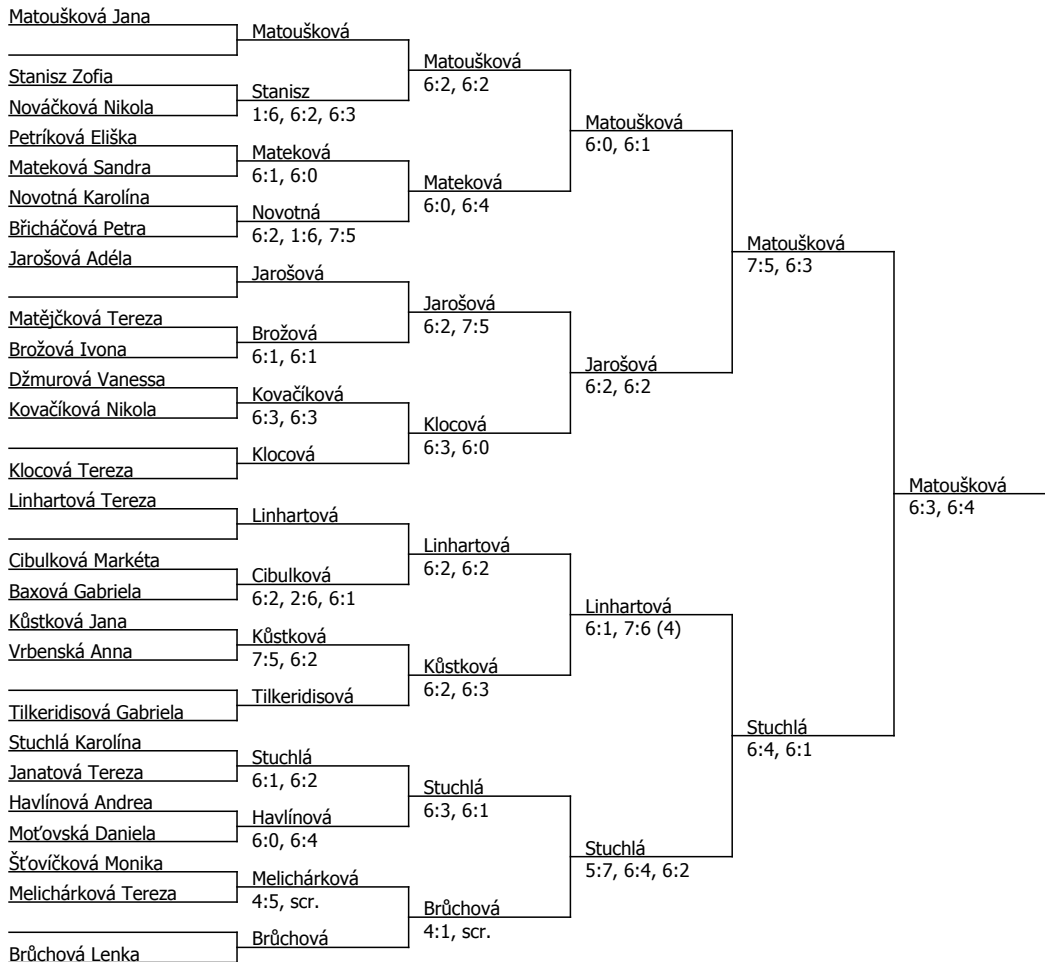 Matoušková Jana
Matoušková
Matoušková
6:2, 6:2
Stanisz Zofia
Stanisz
1:6, 6:2, 6:3
Nováčková Nikola
Matoušková
6:0, 6:1
Petríková Eliška
Mateková
6:1, 6:0
Mateková Sandra
Mateková
6:0, 6:4
Novotná Karolína
Novotná
6:2, 1:6, 7:5
Břicháčová Petra
Matoušková
7:5, 6:3
Jarošová Adéla
Jarošová
Jarošová
6:2, 7:5
Matějčková Tereza
Brožová
6:1, 6:1
Brožová Ivona
Jarošová
6:2, 6:2
Džmurová Vanessa
Kovačíková
6:3, 6:3
Kovačíková Nikola
Klocová
6:3, 6:0
Klocová
Klocová Tereza
Matoušková
6:3, 6:4
Linhartová Tereza
Linhartová
Linhartová
6:2, 6:2
Cibulková Markéta
Cibulková
6:2, 2:6, 6:1
Baxová Gabriela
Linhartová
6:1, 7:6 (4)
Kůstková Jana
Kůstková
7:5, 6:2
Vrbenská Anna
Kůstková
6:2, 6:3
Tilkeridisová
Tilkeridisová Gabriela
Stuchlá
6:4, 6:1
Stuchlá Karolína
Stuchlá
6:1, 6:2
Janatová Tereza
Stuchlá
6:3, 6:1
Havlínová Andrea
Havlínová
6:0, 6:4
Moťovská Daniela
Stuchlá
5:7, 6:4, 6:2
Šťovíčková Monika
Melichárková
4:5, scr.
Melichárková Tereza
Brůchová
4:1, scr.
Brůchová
Brůchová Lenka